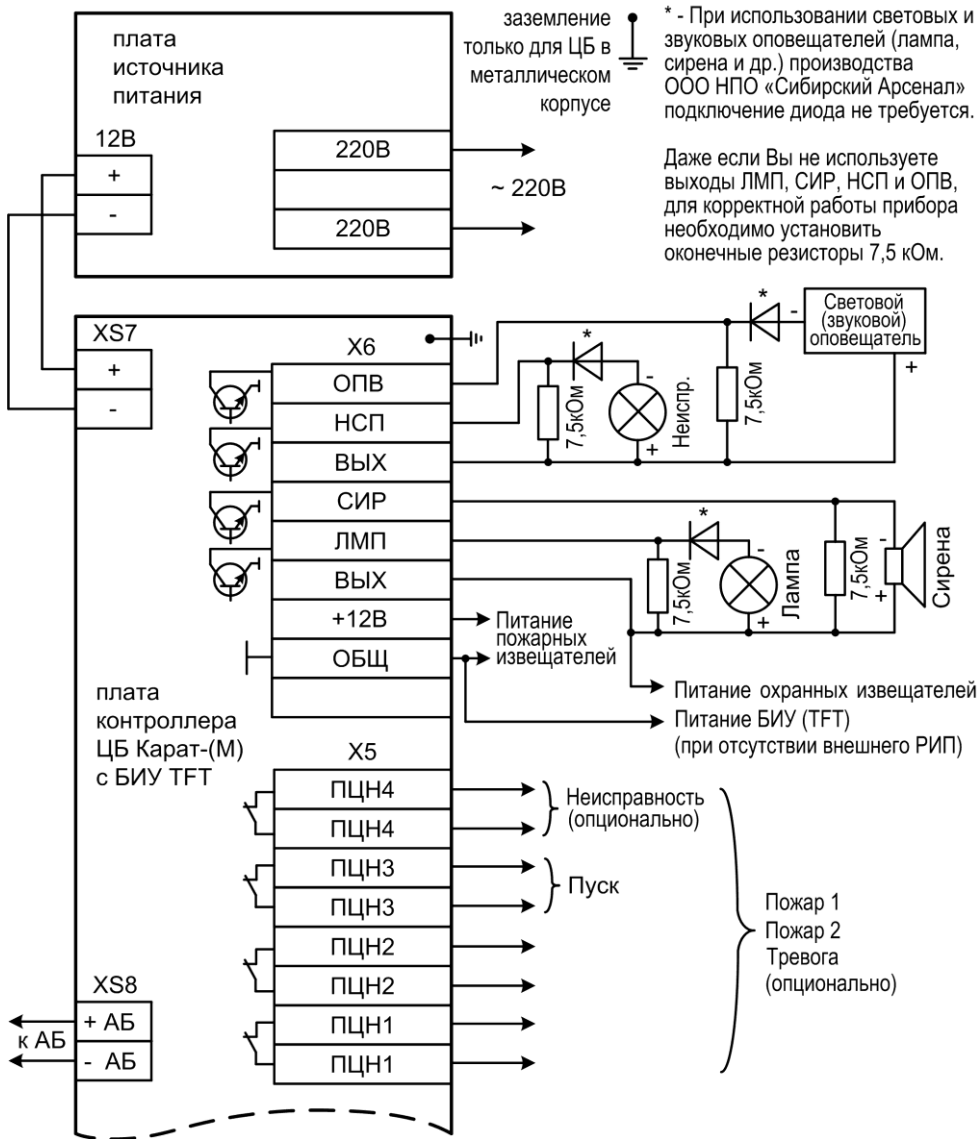 плата
источника
питания
12В
+
-
220В
220В
~ 220В
заземление
только для ЦБ в
металлическом
корпусе
* - При использовании световых и
звуковых оповещателей (лампа,
сирена и др.) производства
ООО НПО «Сибирский Арсенал»
подключение диода не требуется.
Даже если Вы не используете
выходы ЛМП, СИР, НСП и ОПВ,
для корректной работы прибора
необходимо установить
оконечные резисторы 7,5 кОм.
XS7
+
-
X6
ОПВ
НСП
ВЫХ
СИР
ЛМП
ВЫХ
+12В
ОБЩ
*
7,5кОм
-
+
Неиспр.
*
7,5кОм
-
Световой
(звуковой)
оповещатель
+
*
7,5кОм
-
+
Лампа
7,5кОм
-
+
Сирена
Питание
пожарных
извещателей
Питание охранных извещателей
Питание БИУ (TFT)
(при отсутствии внешнего РИП)
плата
контроллера
ЦБ Карат-(М)
с БИУ TFT
X5
ПЦН4
ПЦН4
ПЦН3
ПЦН3
ПЦН2
ПЦН2
ПЦН1
ПЦН1
Неисправность
(опционально)
Пуск
Пожар 1
Пожар 2
Тревога
(опционально)
XS8
+ АБ
- АБ
к АБ